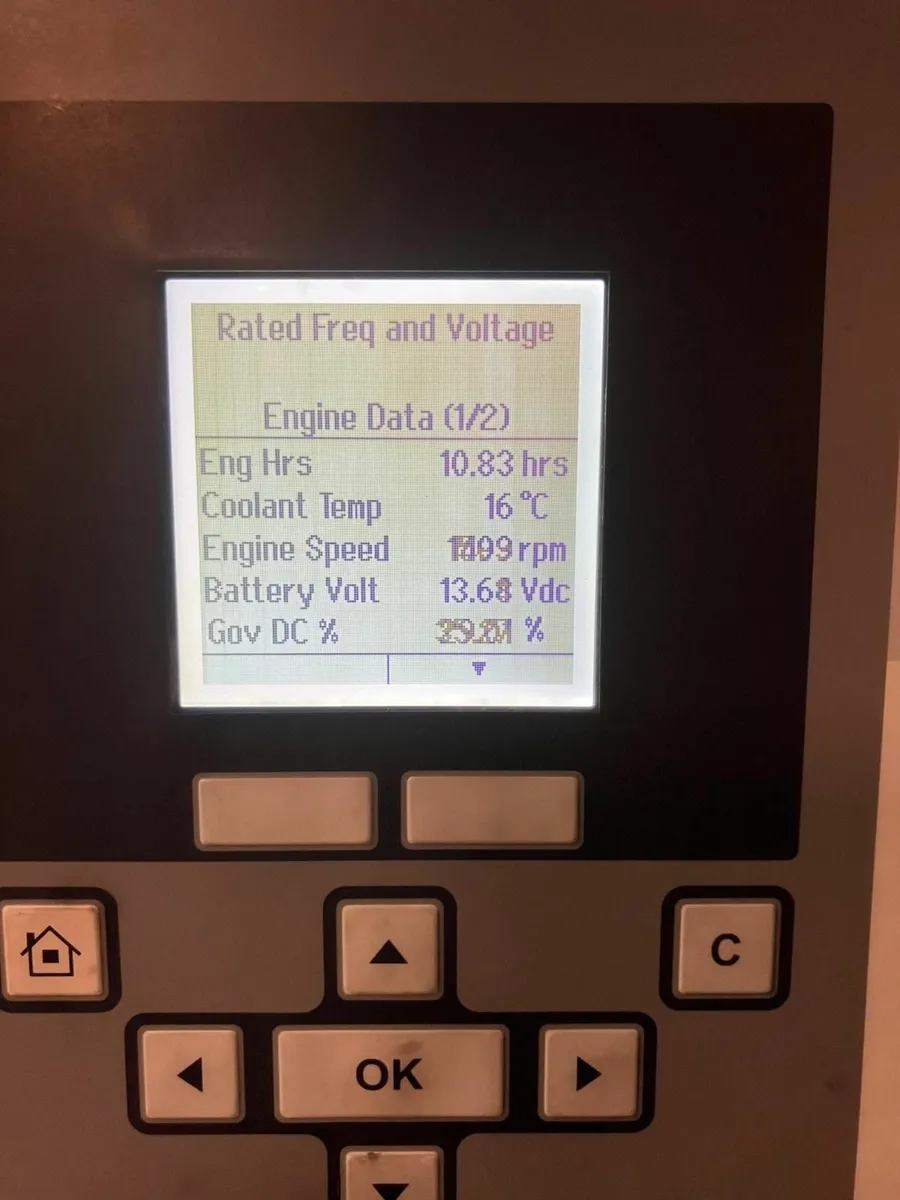 Rated Freq and Voltage
Engine Data (1/2)
Eng Hrs 10.83 hrs
Coolant Temp 16 °C
Engine Speed rpm
Battery Volt 13.68 Vdc
Gov DC % %
C
OK